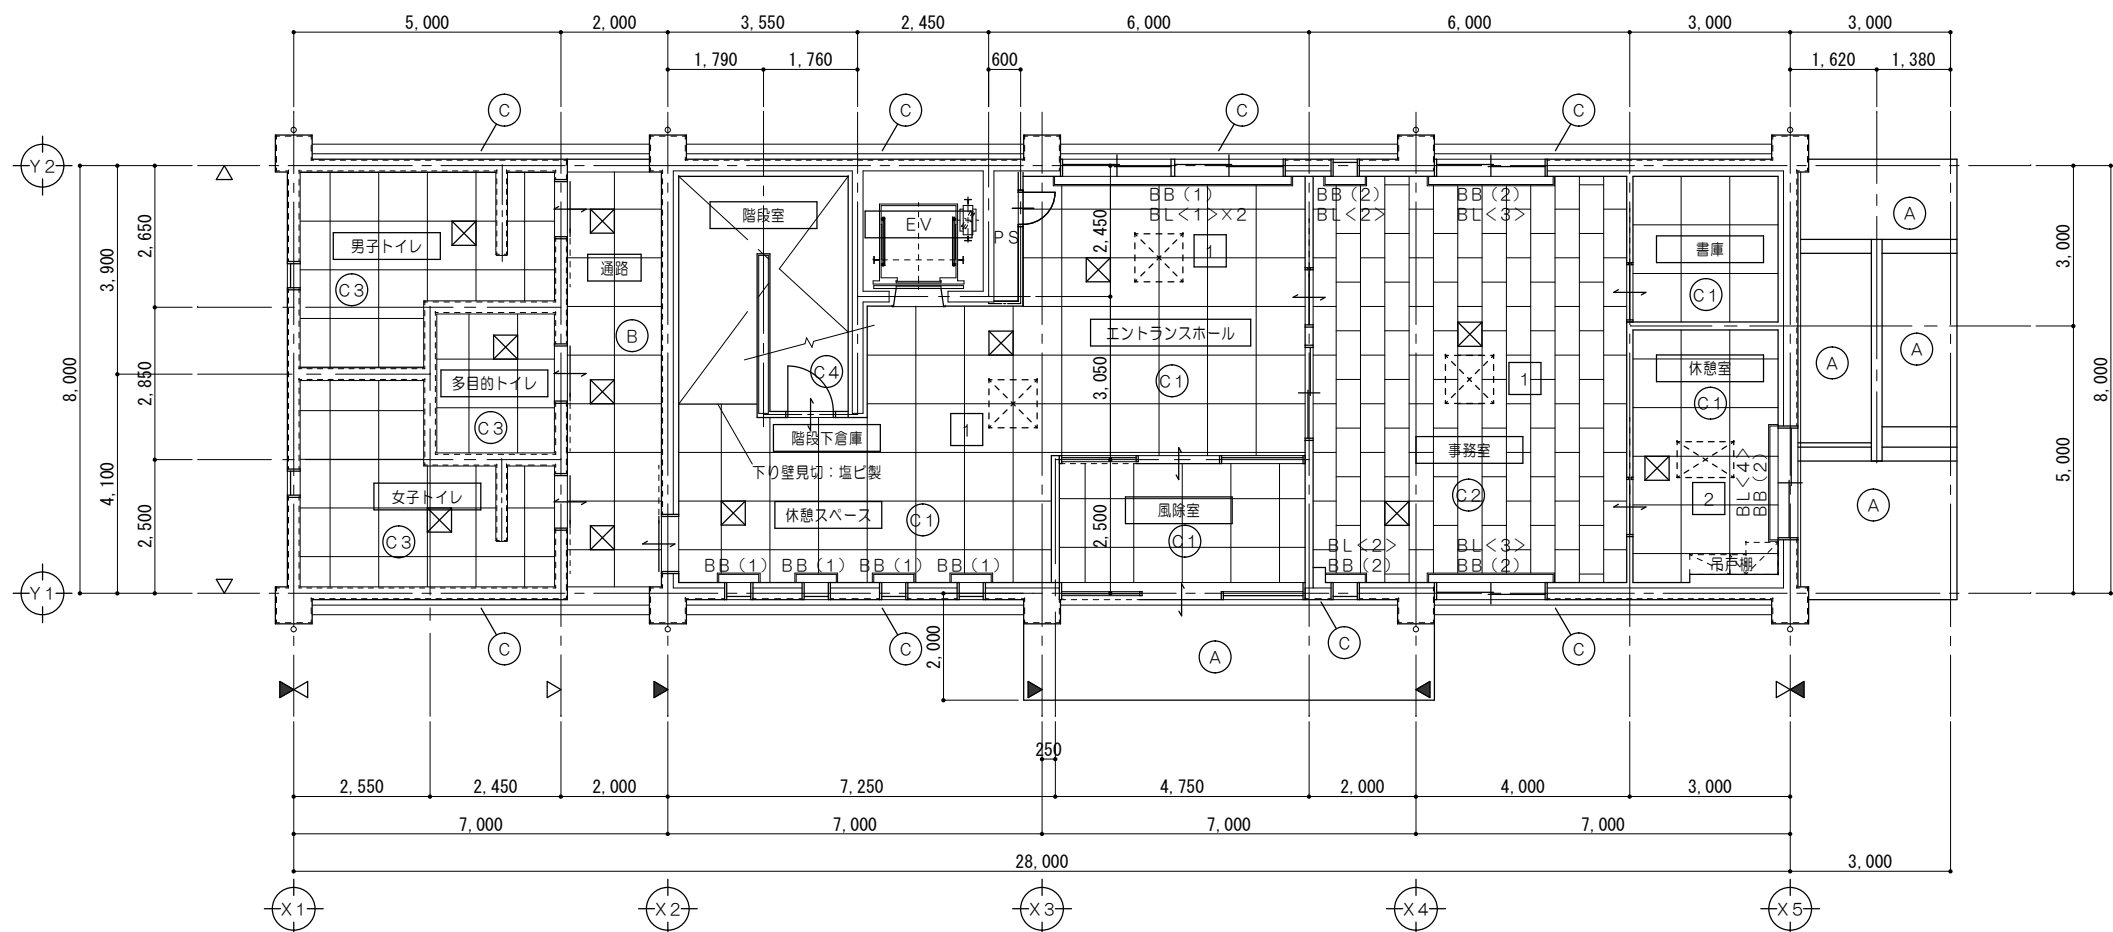 5,000 2,000 3,550 2,450 6,000 6,000 3,000 3,000
1,790 1,760 600 1,620 1,380
C C C C
Y2
BB(1) BB(2) BB(2)
BL<1>×2 BL<2> BL<3>
階段室 EV PS 2,450 1 A
男子トイレ 通路 書庫
2,650 3,900 3,000
C3 C1
B エントランスホール
8,000 2,850 多目的トイレ C4 3,050 C1 1 休憩室 A A 8,000
C3 階段下倉庫 1 事務室 C1
下り壁見切:塩ビ製
4,100 女子トイレ 休憩スペース C1 風除室 C2 2 BL<4> BB(2) A 5,000
2,500 C3 2,500 C1
BL<2> BL<3>
BB(1) BB(1) BB(1) BB(1) BB(2) BB(2) 吊戸棚
Y1
C C 2,000 A C C
250
2,550 2,450 2,000 7,250 4,750 2,000 4,000 3,000
7,000 7,000 7,000 7,000
28,000 3,000
X1 X2 X3 X4 X5